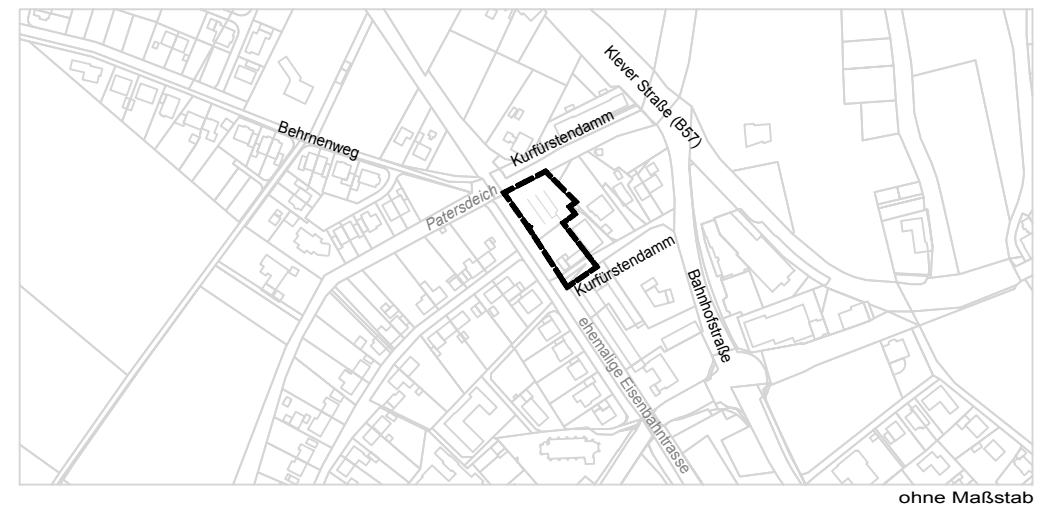 Klever Straße (B57)
Behrnenweg
Kurfürstendamm
Patersdeich
Kurfürstendamm
Bahnhofstraße
ehemalige Eisenbahntrasse
ohne Maßstab